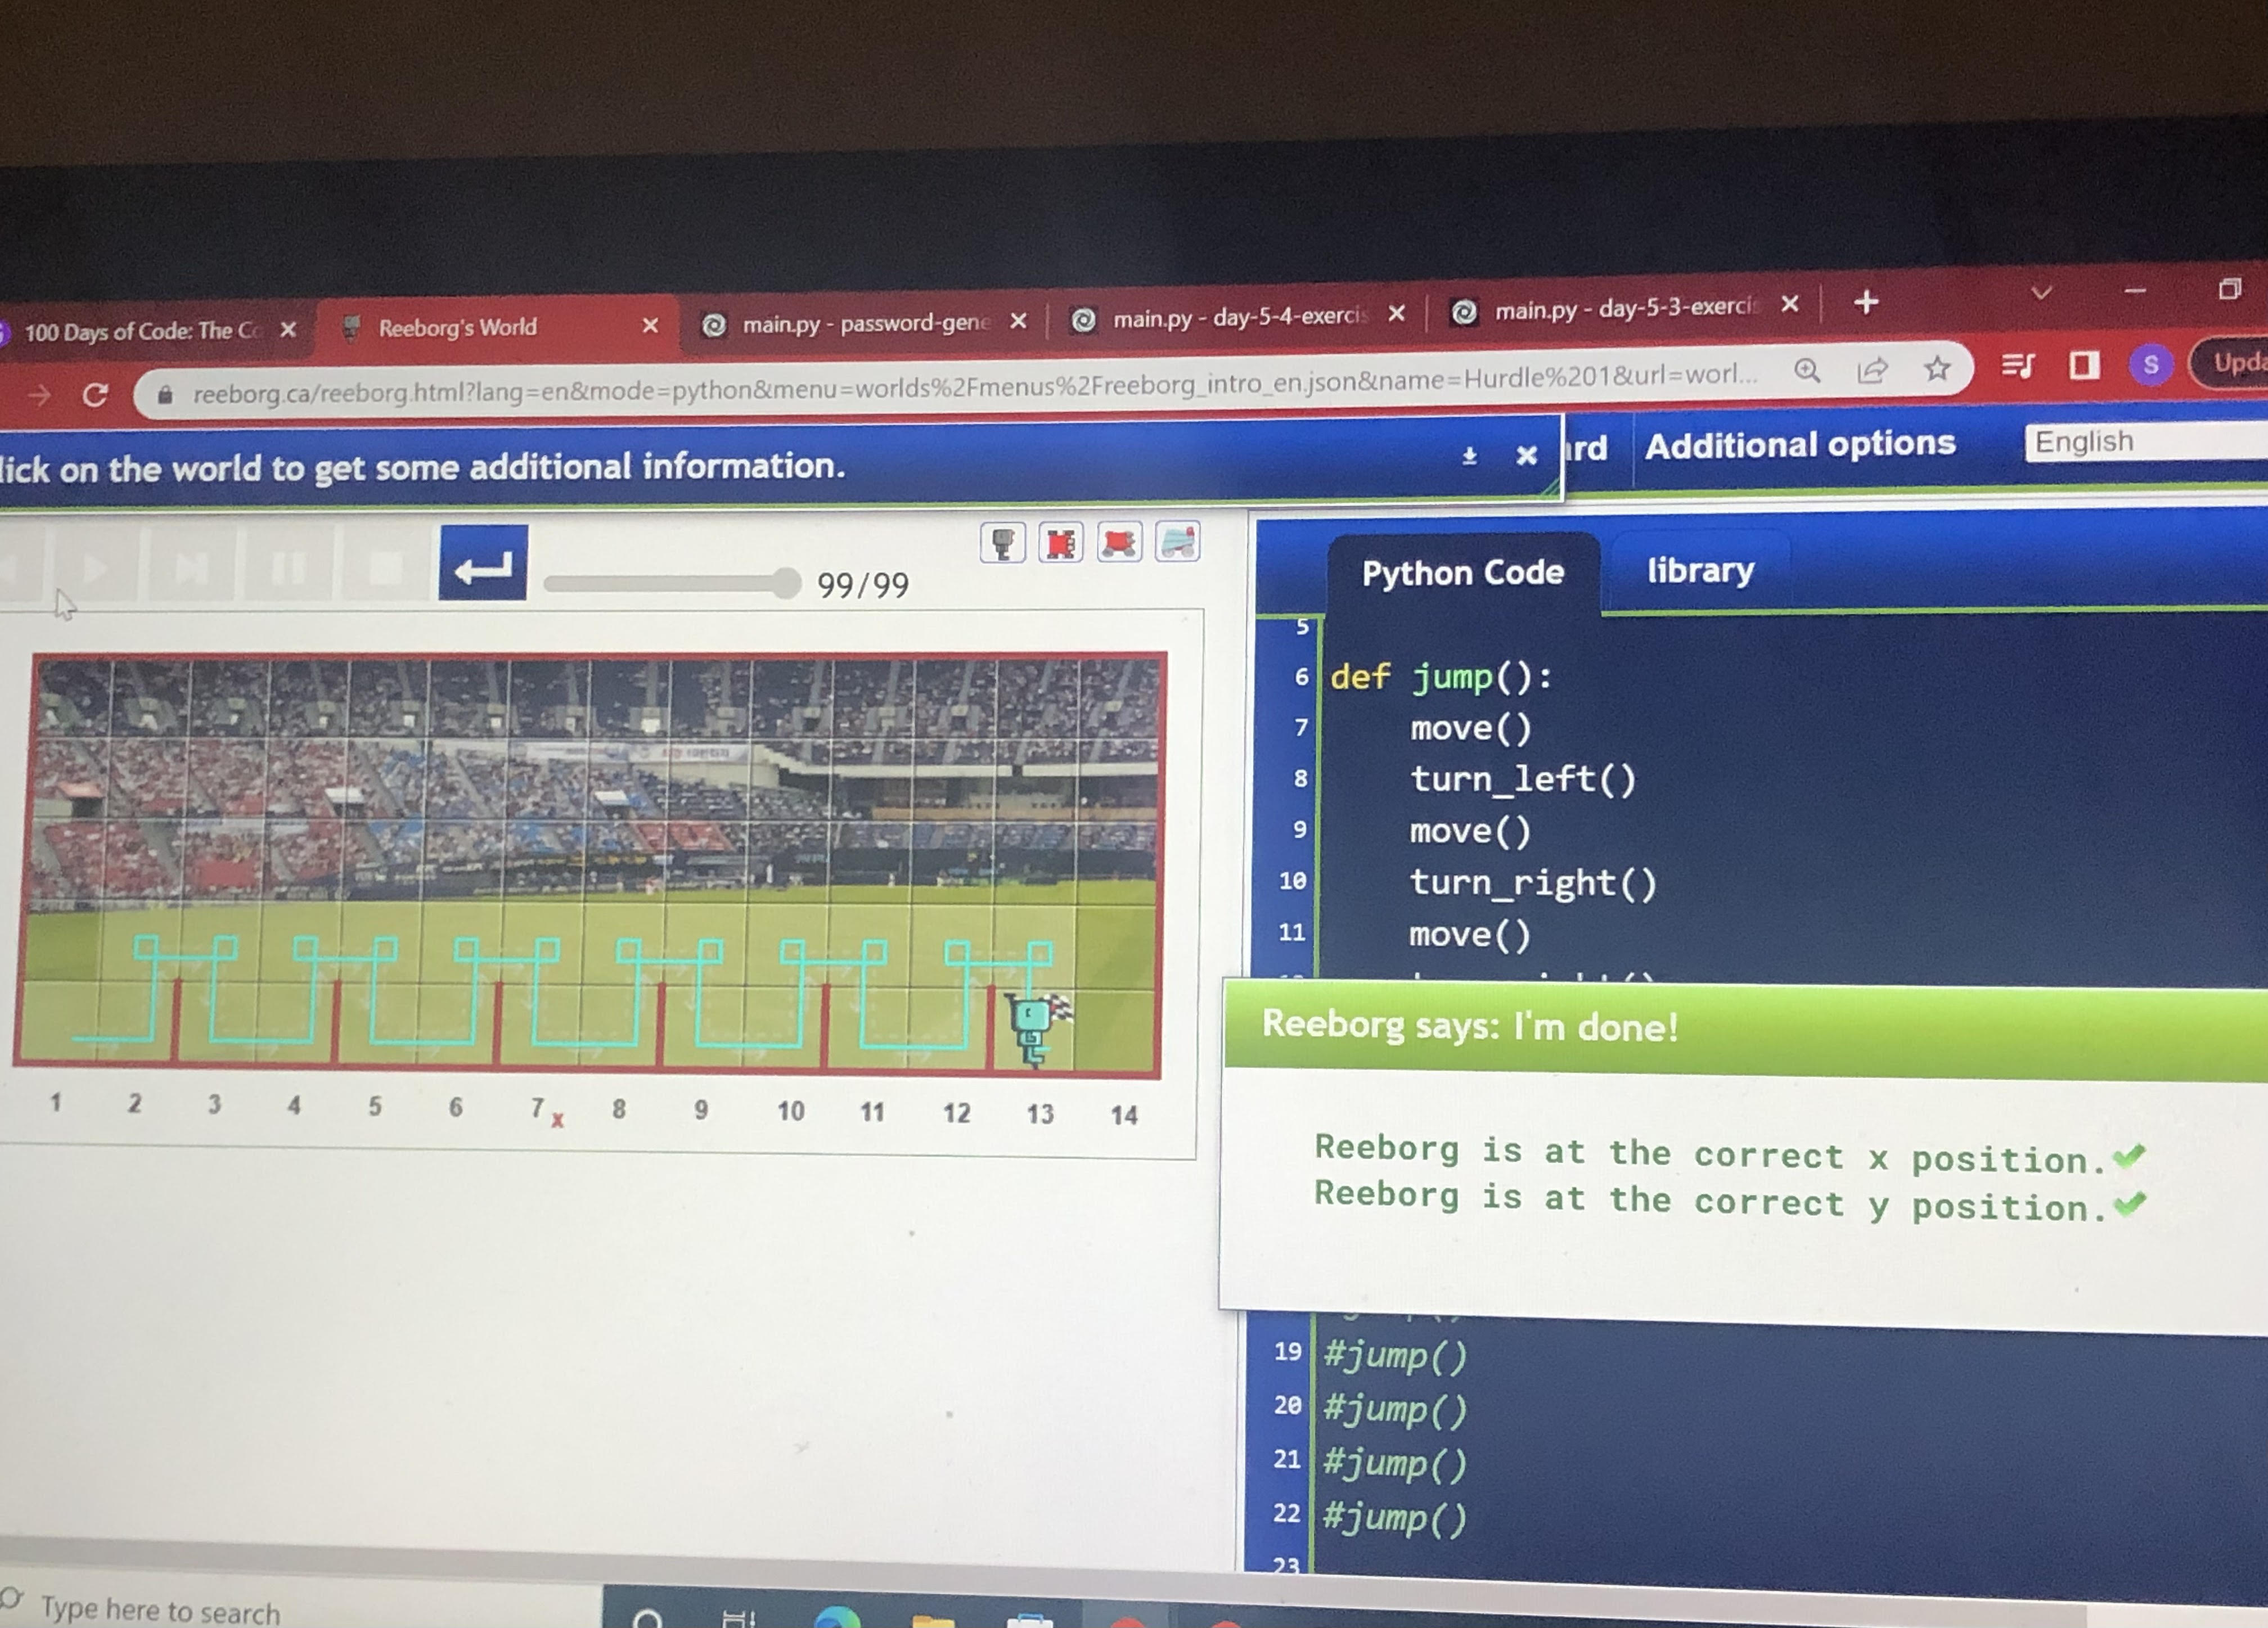 100 Days of Code: The Co
Reeborg's World
main.py - password-gene
main.py - day-5-4-exercis
main.py - day-5-3-exercis
reeborg.ca/reeborg.html?lang=en&mode=python&menu=worlds%2Fmenus%2Freeborg_intro_en.json&name=Hurdle%201&url=worl...
S
Upda
lick on the world to get some additional information.
rd
Additional options
English
99/99
Python Code
library
5
6 def jump():
7 move()
8 turn_left()
9 move()
10 turn_right()
11 move()
1 2 3 4 5 6 7 x 8 9 10 11 12 13 14
Reeborg says: I'm done!
Reeborg is at the correct x position.
Reeborg is at the correct y position.
19 #jump()
20 #jump()
21 #jump()
22 #jump()
23
Type here to search